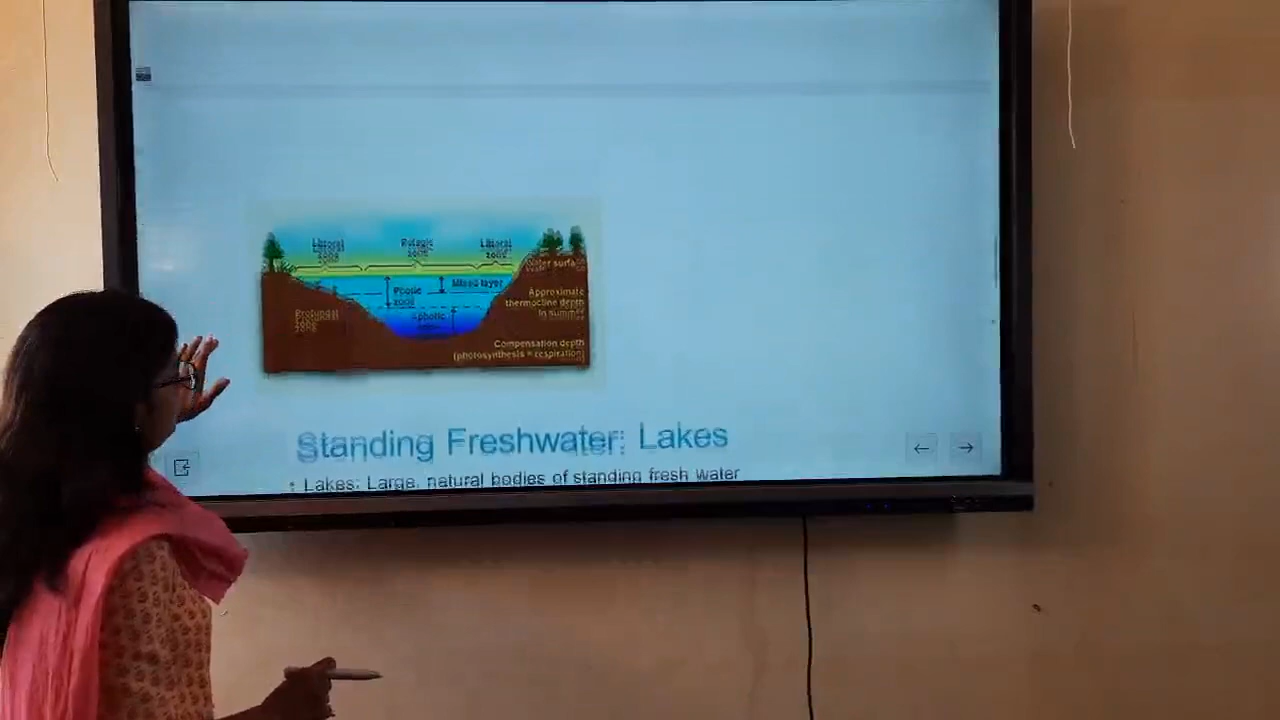 Littoral zone
Pelagic zone
Littoral zone
Water surface
Photic zone
Mixed layer
Approximate
thermocline depth
in summer
Profundal zone
Aphotic
Compensation depth
(photosynthesis = respiration)
Standing Freshwater: Lakes
• Lakes: Large, natural bodies of standing fresh water